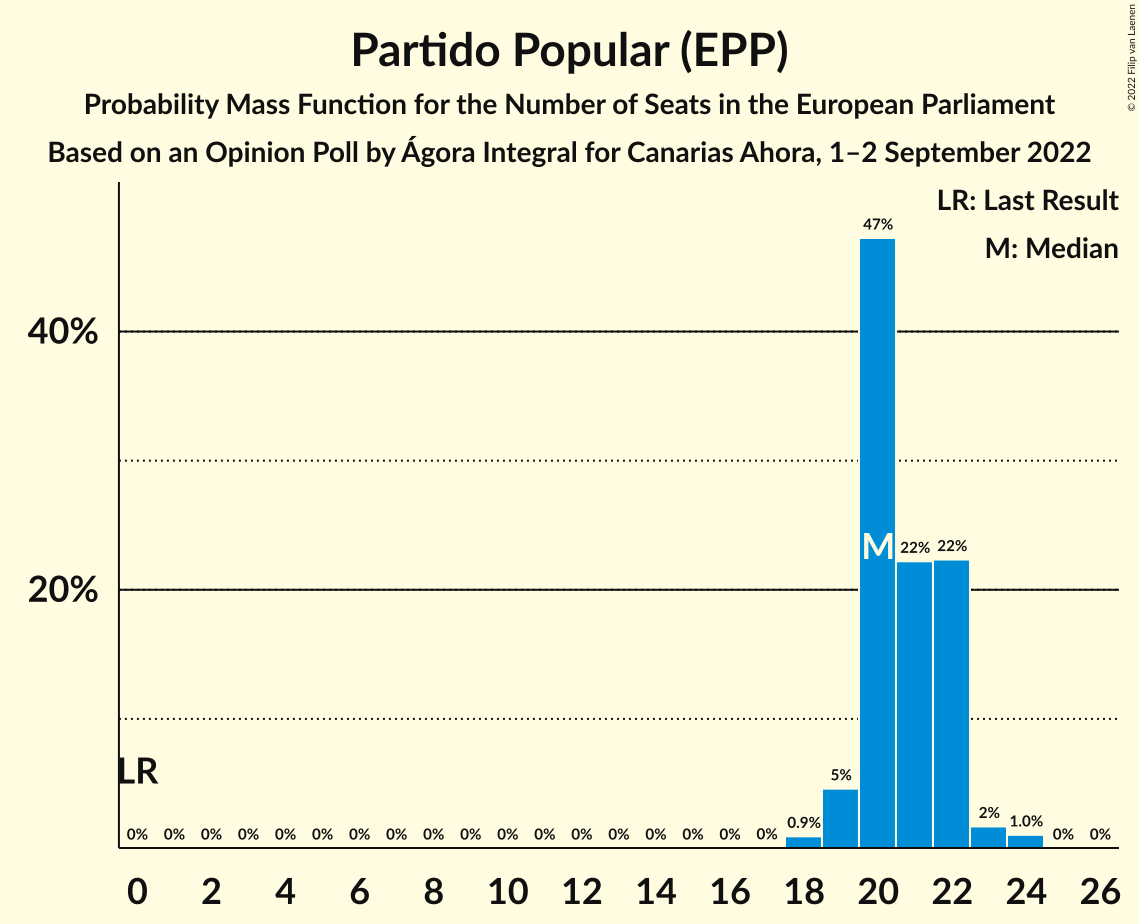 Partido Popular (EPP)
Probability Mass Function for the Number of Seats in the European Parliament
Based on an Opinion Poll by Ágora Integral for Canarias Ahora, 1–2 September 2022
© 2022 Filip van Laenen
LR: Last Result
M: Median
47%
40%
M
22%
22%
20%
LR
5%
2%
0.9%
1.0%
0% 0% 0% 0% 0% 0% 0% 0% 0% 0% 0% 0% 0% 0% 0% 0% 0% 0% 0% 0%
0 2 4 6 8 10 12 14 16 18 20 22 24 26